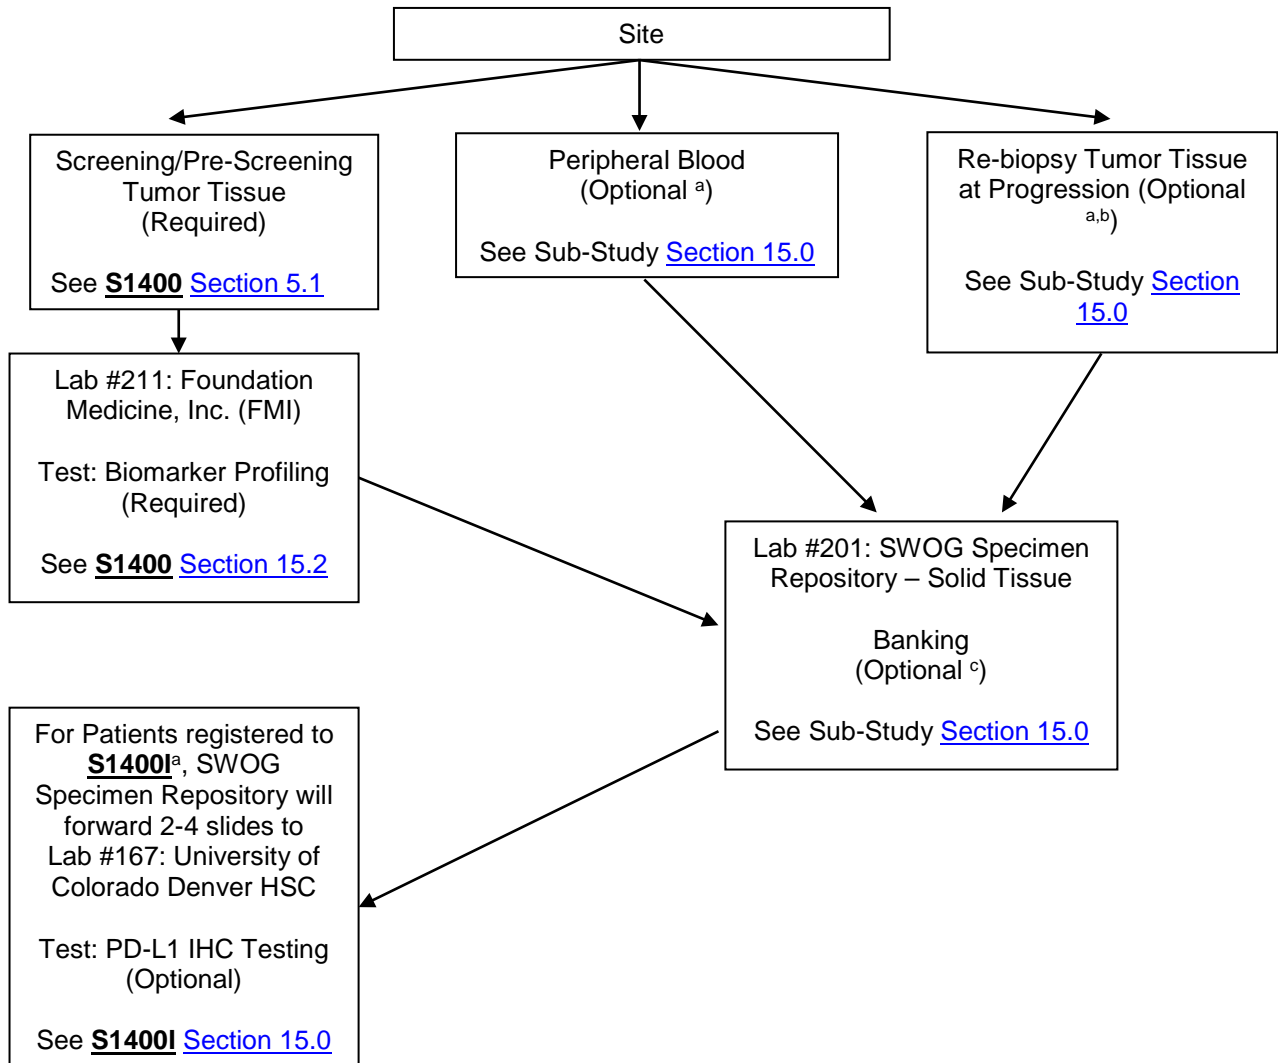 Site
Screening/Pre-Screening
Tumor Tissue
(Required)
See S1400 Section 5.1
Peripheral Blood
(Optional a)
See Sub-Study Section 15.0
Re-biopsy Tumor Tissue
at Progression (Optional
a,b)
See Sub-Study Section
15.0
Lab #211: Foundation
Medicine, Inc. (FMI)
Test: Biomarker Profiling
(Required)
See S1400 Section 15.2
Lab #201: SWOG Specimen
Repository – Solid Tissue
Banking
(Optional c)
See Sub-Study Section 15.0
For Patients registered to
S1400Ia, SWOG
Specimen Repository will
forward 2-4 slides to
Lab #167: University of
Colorado Denver HSC
Test: PD-L1 IHC Testing
(Optional)
See S1400I Section 15.0